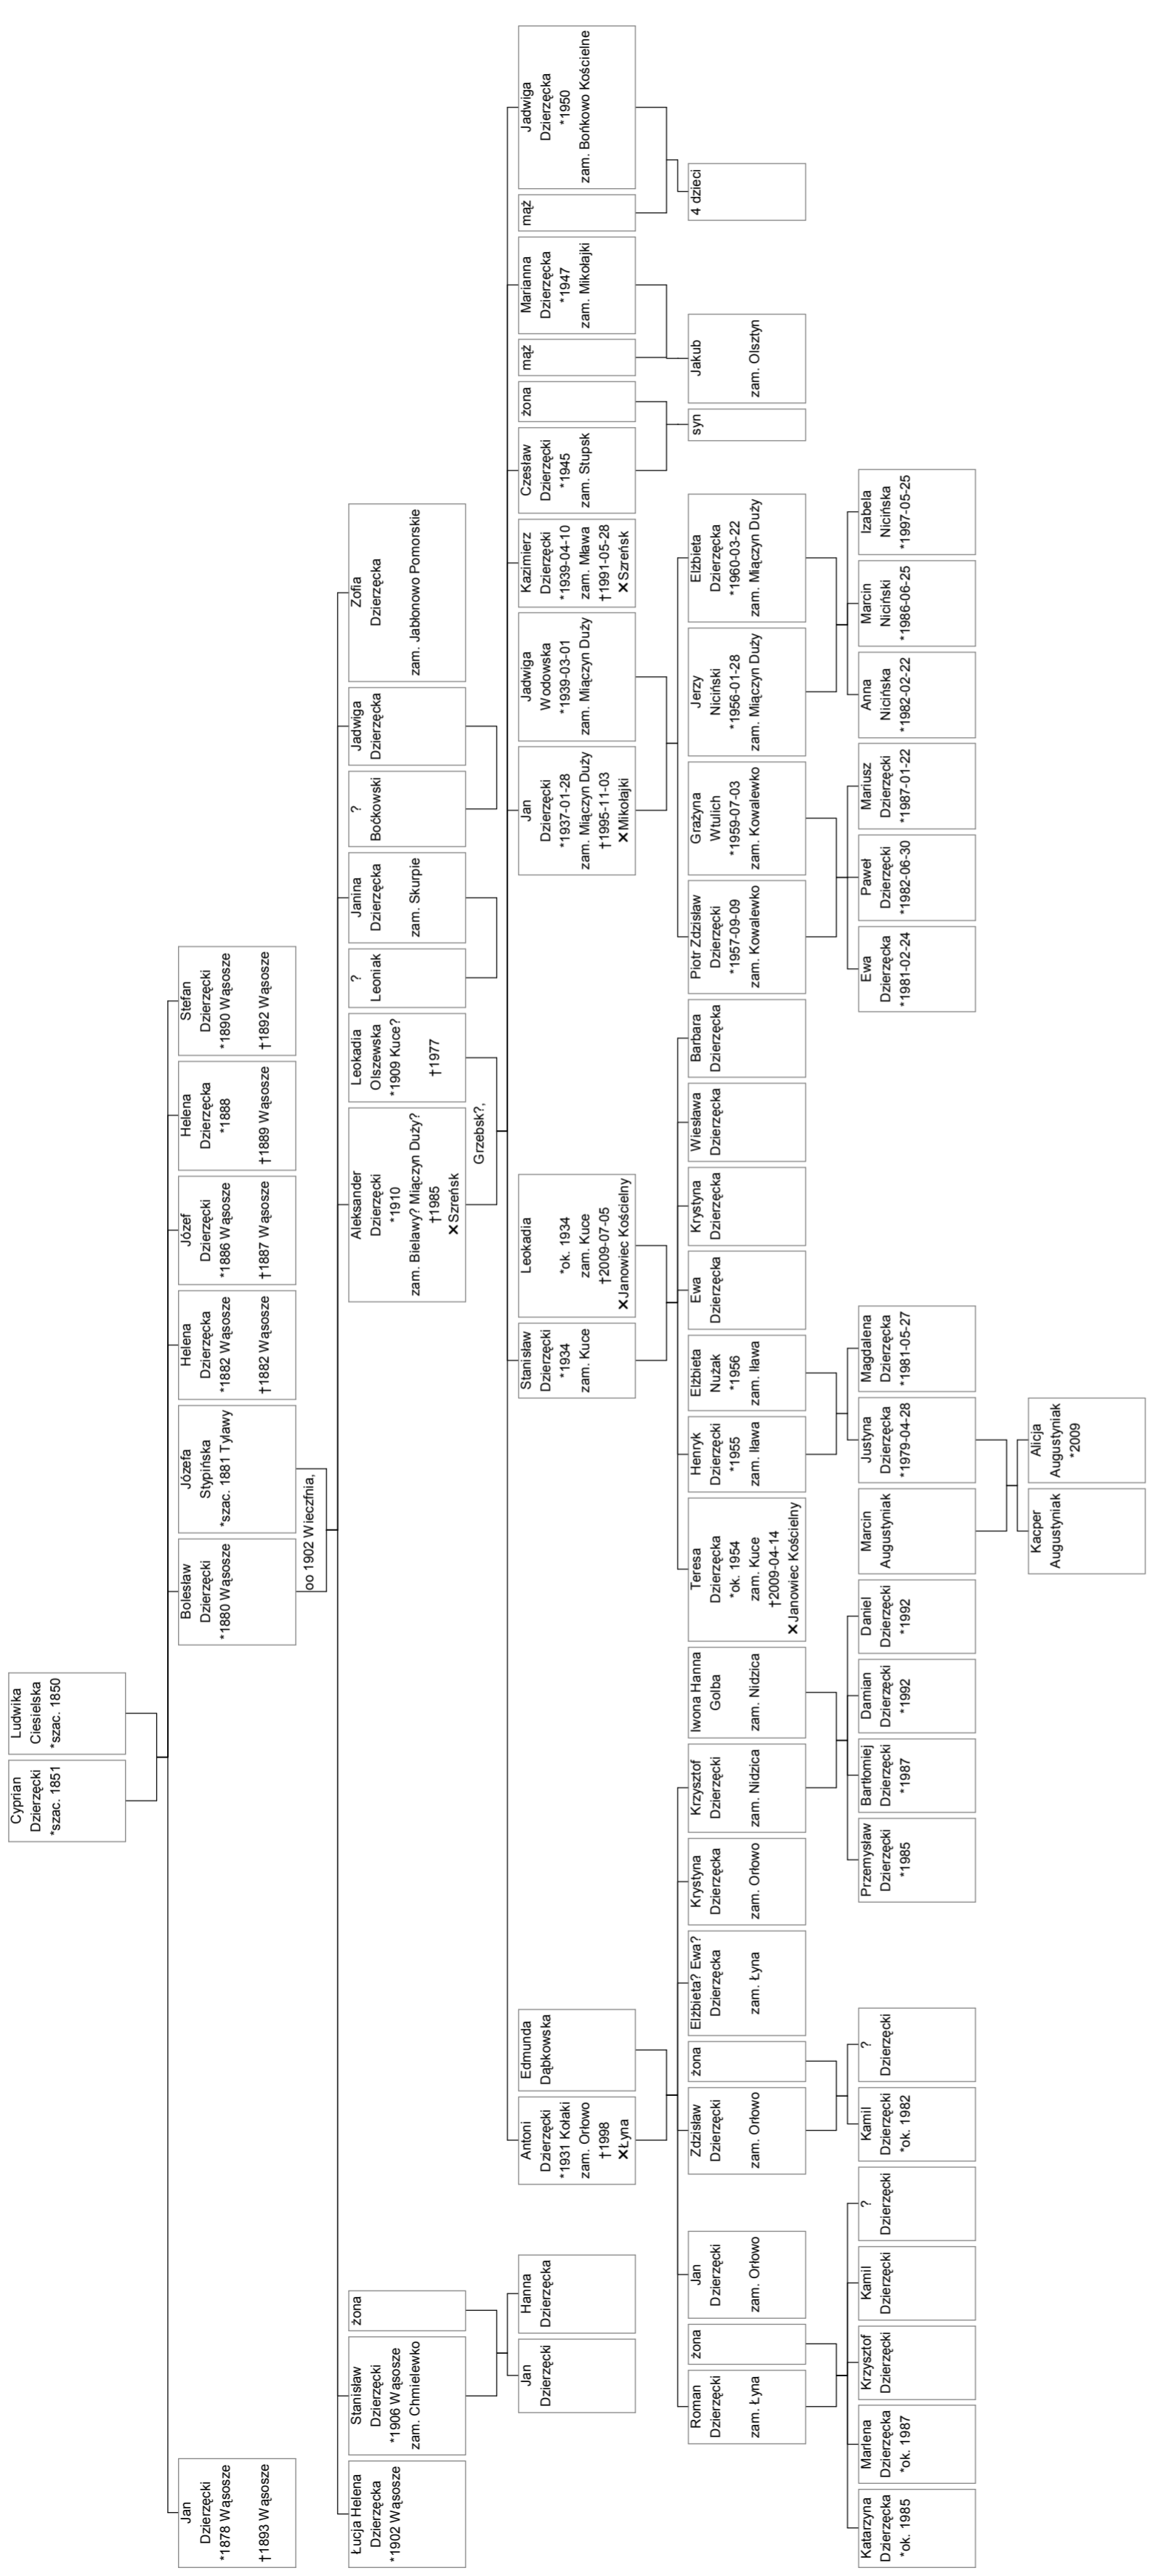 Cyprian
Dzierzęcki
*szac. 1851
Ludwika
Ciesielska
*szac. 1850
Jan
Dzierzęcki
*1878 Wąsosze
†1893 Wąsosze
Bolesław
Dzierzęcki
*1880 Wąsosze
Józefa
Stypińska
*szac. 1881 Tyławy
Helena
Dzierzęcka
*1882 Wąsosze
†1882 Wąsosze
Józef
Dzierzęcki
*1886 Wąsosze
†1887 Wąsosze
Helena
Dzierzęcka
*1888
†1889 Wąsosze
Stefan
Dzierzęcki
*1890 Wąsosze
†1892 Wąsosze
oo 1902 Wieczfnia,
Łucja Helena
Dzierzęcka
*1902 Wąsosze
Stanisław
Dzierzęcki
*1906 Wąsosze
zam. Chmielewko
żona
Aleksander
Dzierzęcki
*1910
zam. Bielawy? Miączyn Duży?
†1985
✕Szreńsk
Leokadia
Olszewska
*1909 Kuce?
†1977
?
Leoniak
Janina
Dzierzęcka
zam. Skurpie
?
Boćkowski
Jadwiga
Dzierzęcka
Zofia
Dzierzęcka
zam. Jabłonowo Pomorskie
Grzebsk?,
Jan
Dzierzęcki
Hanna
Dzierzęcka
Antoni
Dzierzęcki
*1931 Kołaki
zam. Orłowo
†1998
✕Łyna
Edmunda
Dąbkowska
Stanisław
Dzierzęcki
*1934
zam. Kuce
Leokadia
*ok. 1934
zam. Kuce
†2009-07-05
✕Janowiec Kościelny
Jan
Dzierzęcki
*1937-01-28
zam. Miączyn Duży
†1995-11-03
✕Mikołajki
Jadwiga
Wodowska
*1939-03-01
zam. Miączyn Duży
Kazimierz
Dzierzęcki
*1939-04-10
zam. Mława
†1991-05-28
✕Szreńsk
Czesław
Dzierzęcki
*1945
zam. Stupsk
żona
mąż
Marianna
Dzierzęcka
*1947
zam. Mikołajki
mąż
Jadwiga
Dzierzęcka
*1950
zam. Bońkowo Kościelne
Roman
Dzierzęcki
zam. Łyna
żona
Jan
Dzierzęcki
zam. Orłowo
Zdzisław
Dzierzęcki
zam. Orłowo
żona
Elżbieta? Ewa?
Dzierzęcka
zam. Łyna
Krystyna
Dzierzęcka
zam. Orłowo
Krzysztof
Dzierzęcki
zam. Nidzica
Iwona Hanna
Golba
zam. Nidzica
Teresa
Dzierzęcka
*ok. 1954
zam. Kuce
†2009-04-14
✕Janowiec Kościelny
Henryk
Dzierzęcki
*1955
zam. Iława
Elżbieta
Nużak
*1956
zam. Iława
Ewa
Dzierzęcka
Krystyna
Dzierzęcka
Wiesława
Dzierzęcka
Barbara
Dzierzęcka
Piotr Zdzisław
Dzierzęcki
*1957-09-09
zam. Kowalewko
Grażyna
Wtulich
*1959-07-03
zam. Kowalewko
Jerzy
Niciński
*1956-01-28
zam. Miączyn Duży
Elżbieta
Dzierzęcka
*1960-03-22
zam. Miączyn Duży
syn
Jakub
zam. Olsztyn
4 dzieci
Katarzyna
Dzierzęcka
*ok. 1985
Marlena
Dzierzęcka
*ok. 1987
Krzysztof
Dzierzęcki
Kamil
Dzierzęcki
?
Dzierzęcki
Kamil
Dzierzęcki
*ok. 1982
?
Dzierzęcki
Przemysław
Dzierzęcki
*1985
Bartłomiej
Dzierzęcki
*1987
Damian
Dzierzęcki
*1992
Daniel
Dzierzęcki
*1992
Marcin
Augustyniak
Justyna
Dzierzęcka
*1979-04-28
Magdalena
Dzierzęcka
*1981-05-27
Ewa
Dzierzęcka
*1981-02-24
Paweł
Dzierzęcki
*1982-06-30
Mariusz
Dzierzęcki
*1987-01-22
Anna
Nicińska
*1982-02-22
Marcin
Niciński
*1986-06-25
Izabela
Nicińska
*1997-05-25
Kacper
Augustyniak
Alicja
Augustyniak
*2009